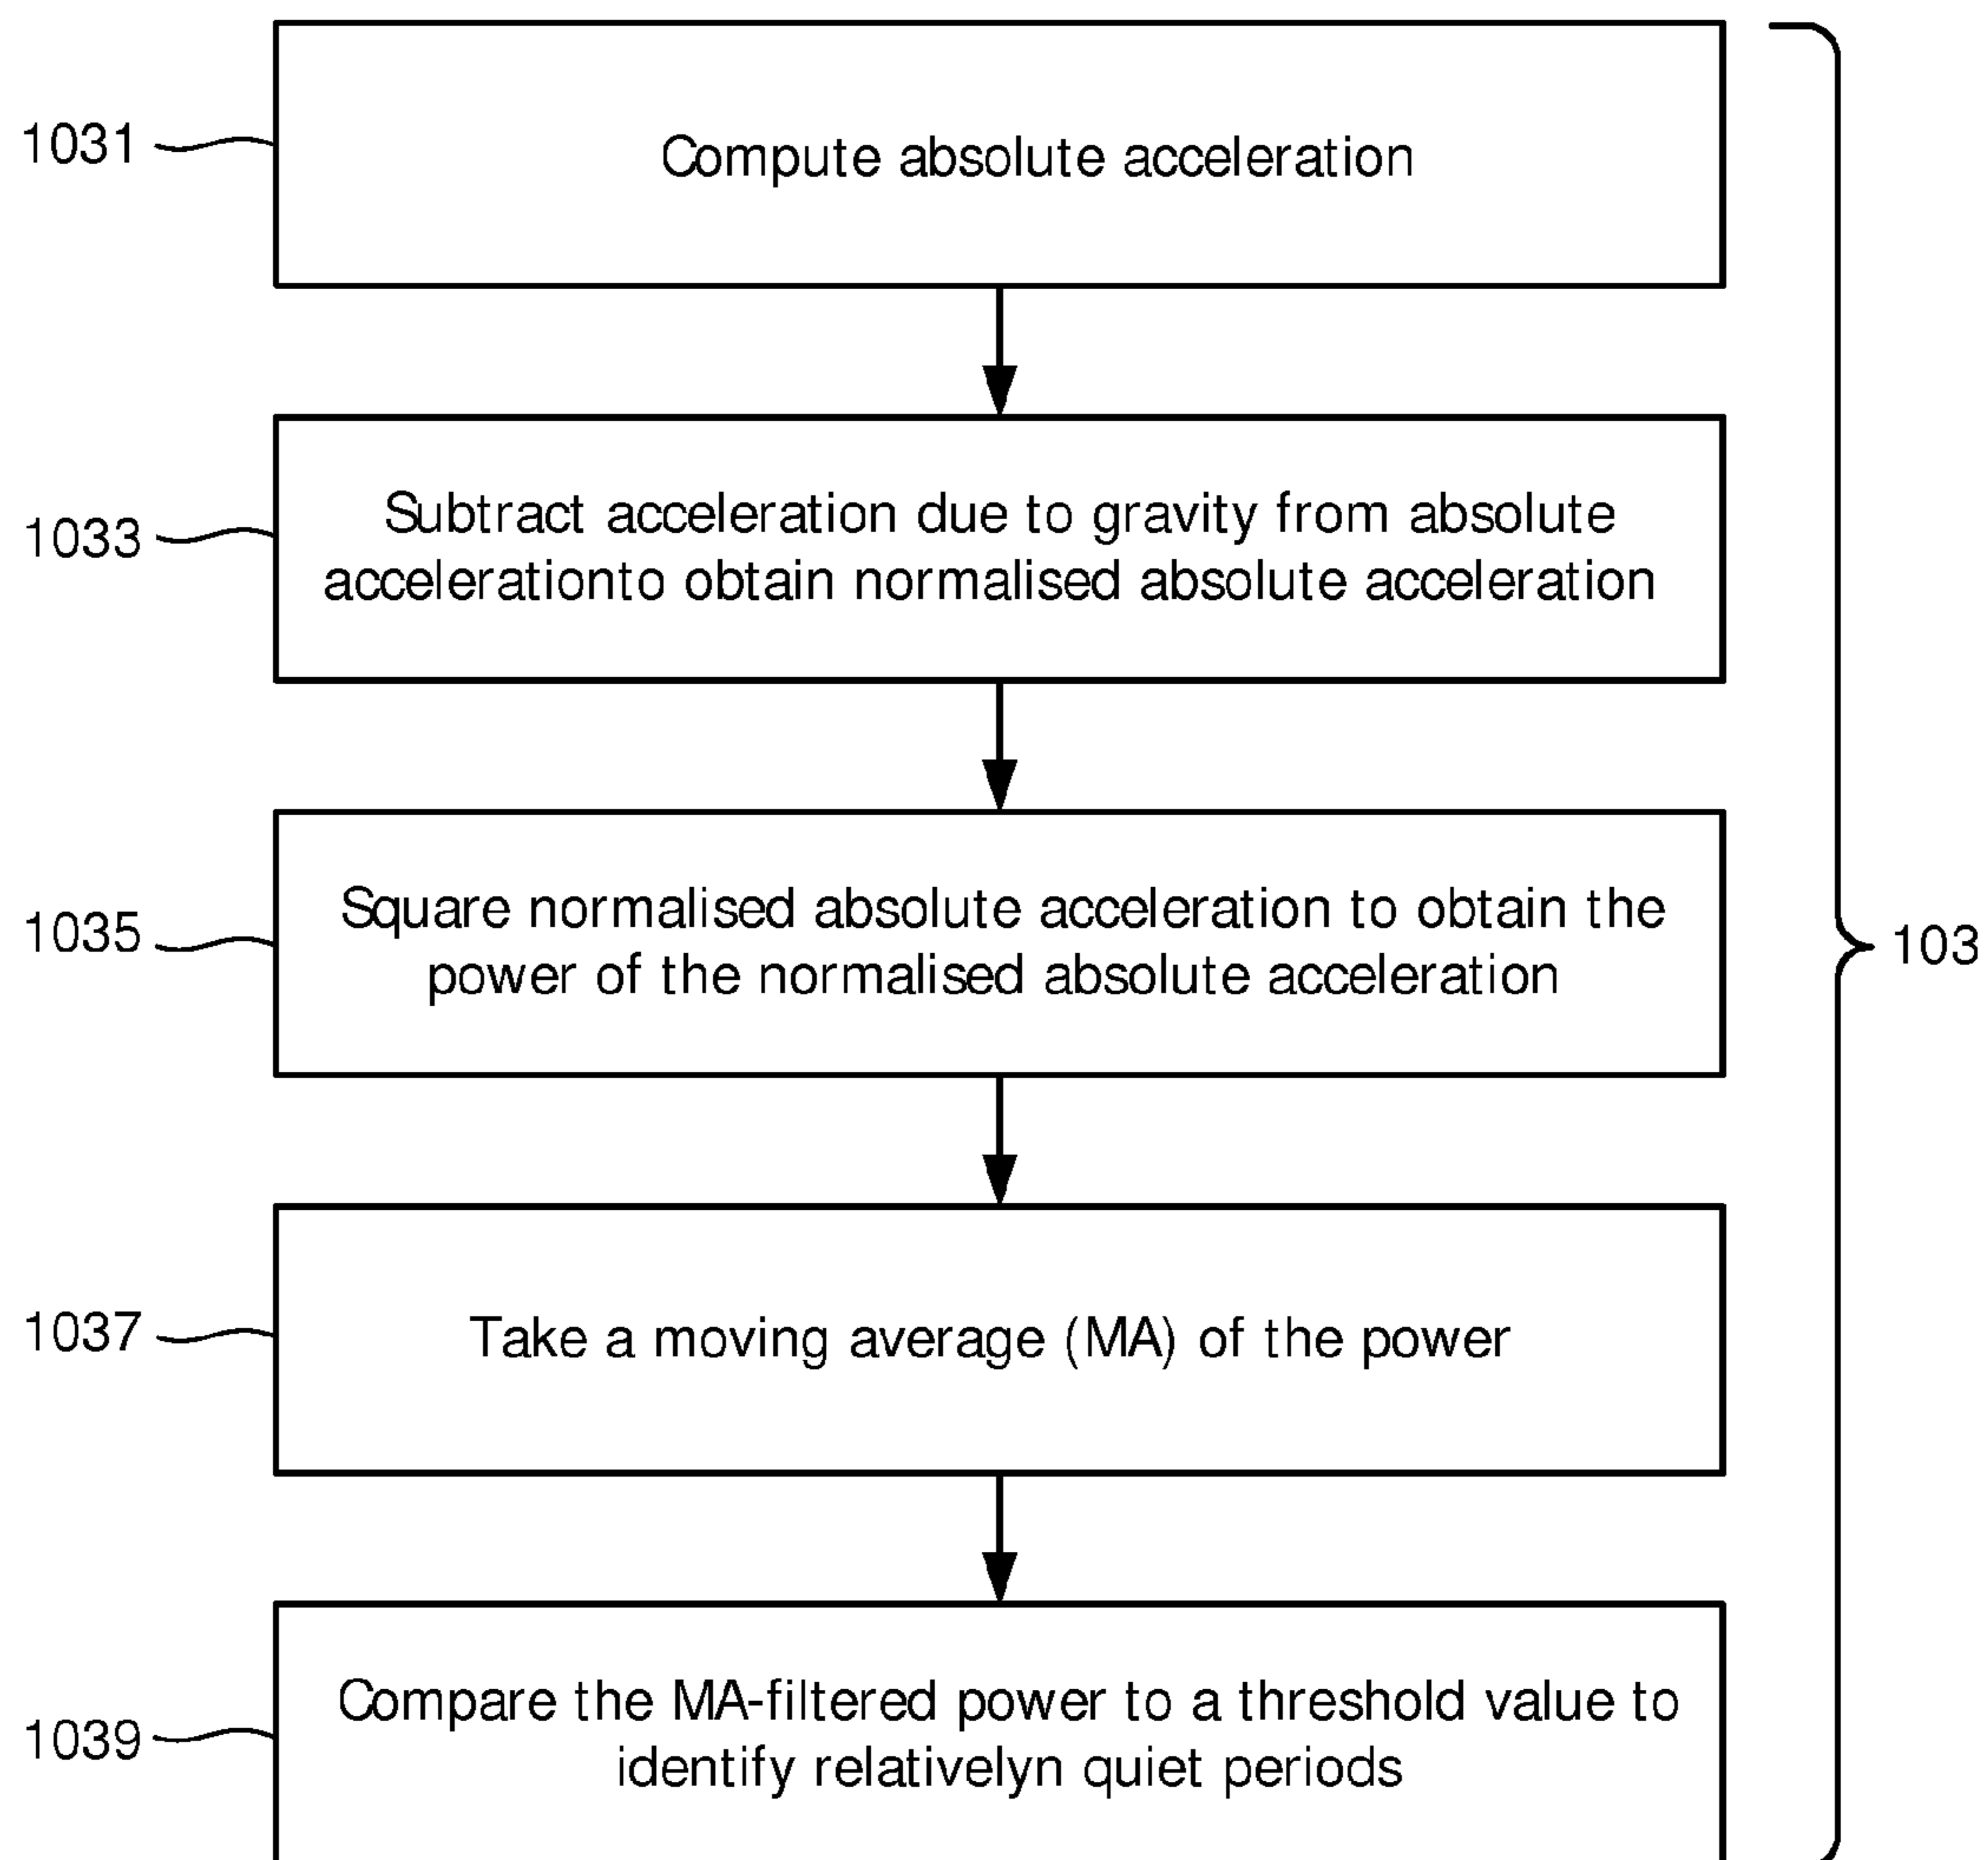 1031
Compute absolute acceleration
1033
Subtract acceleration due to gravity from absolute
accelerationto obtain normalised absolute acceleration
1035
Square normalised absolute acceleration to obtain the
power of the normalised absolute acceleration
103
1037
Take a moving average (MA) of the power
1039
Compare the MA-filtered power to a threshold value to
identify relativelyn quiet periods